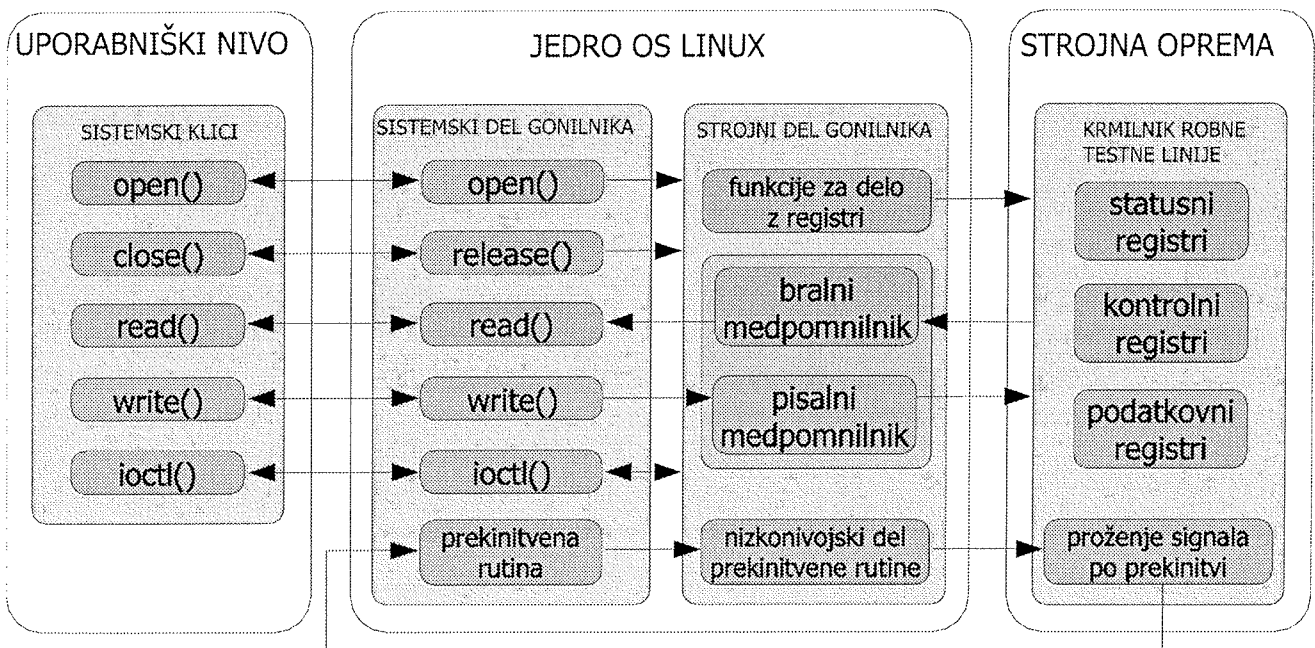 UPORABNIŠKI NIVO
SISTEMSKI KLICI
open()
close()
read()
write()
ioctl()
JEDRO OS LINUX
SISTEMSKI DEL GONILNIKA
open()
release()
read()
write()
ioctl()
prekinitvena
rutina
STROJNI DEL GONILNIKA
funkcije za delo
z registri
bralni
medpomnilnik
pisalni
medpomnilnik
nizkonivojski del
prekinitvene rutine
STROJNA OPREMA
KRMILNIK ROBNE
TESTNE LINIJE
statusni
registri
kontrolni
registri
podatkovni
registri
proženje signala
po prekinitvi